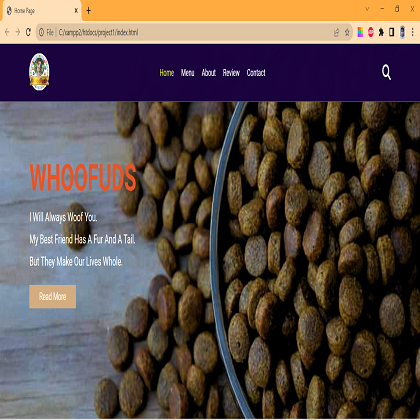 Home Page
File | C:/xampp2/htdocs/project1/index.html
Home Menu About Review Contact
WHOOFUDS
I Will Always Woof You.
My Best Friend Has A Fur And A Tail.
But They Make Our Lives Whole.
Read More